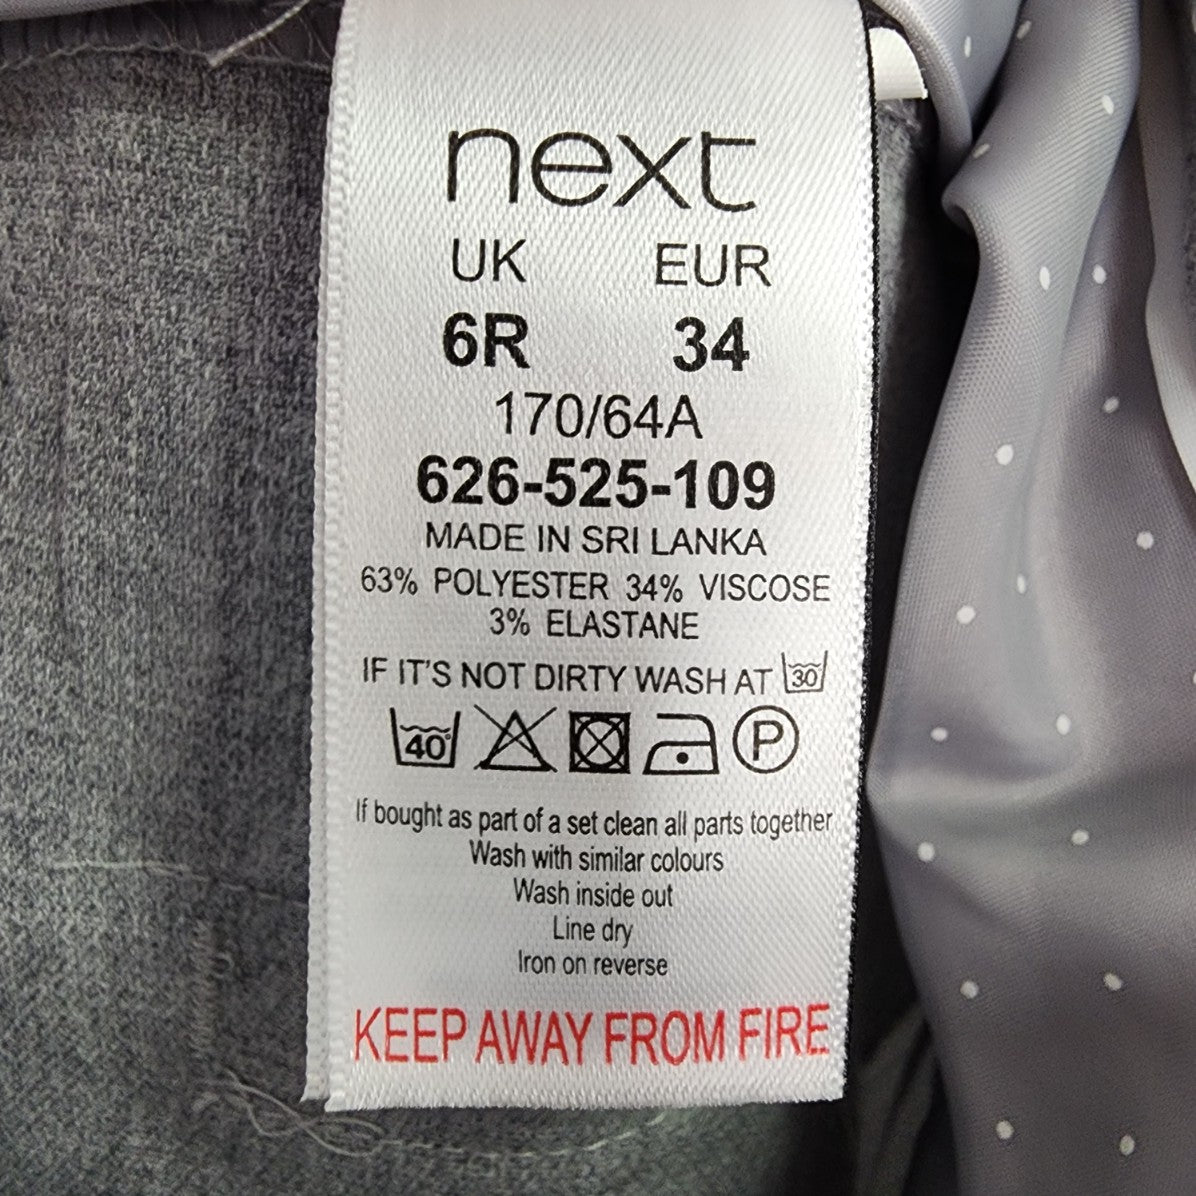 next
UK EUR
6R 34
170/64A
626-525-109
MADE IN SRI LANKA
63% POLYESTER 34% VISCOSE
3% ELASTANE
IF IT'S NOT DIRTY WASH AT 30
40 P
If bought as part of a set clean all parts together
Wash with similar colours
Wash inside out
Line dry
Iron on reverse
KEEP AWAY FROM FIRE